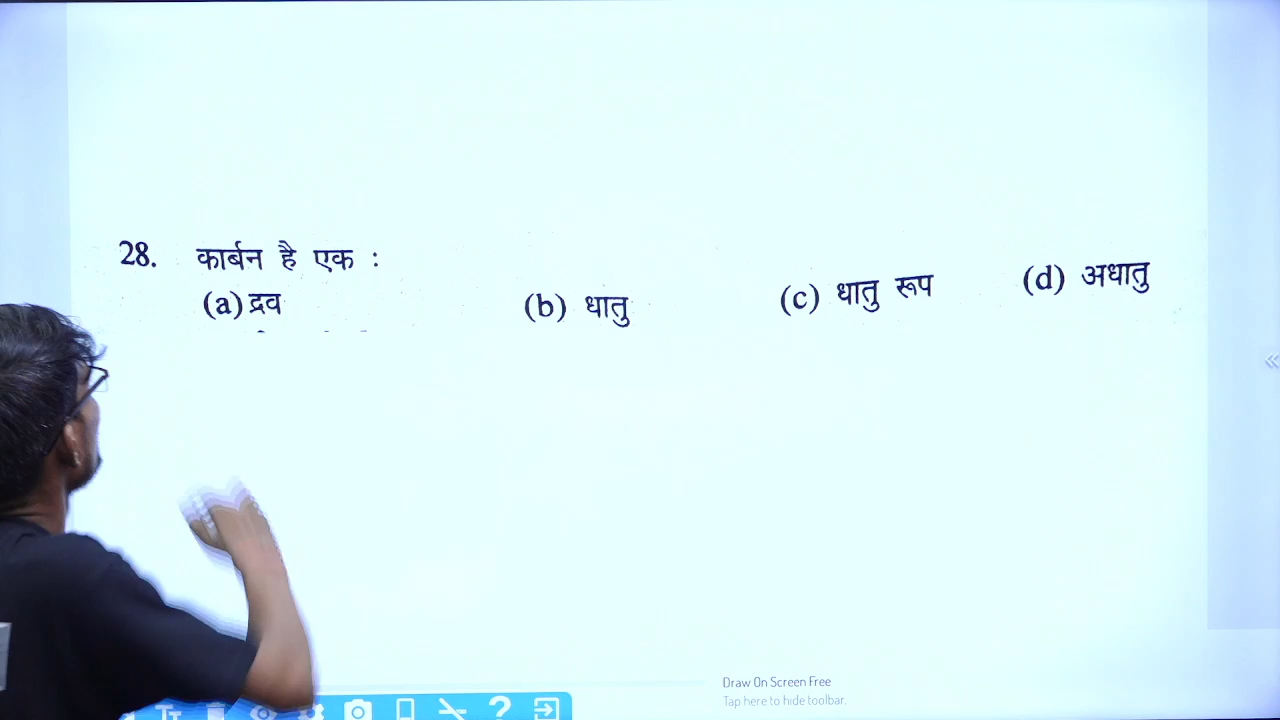 28. कार्बन है एक :
(a) द्रव (b) धातु (c) धातु रूप (d) अधातु
Draw On Screen Free
Tap here to hide toolbar.